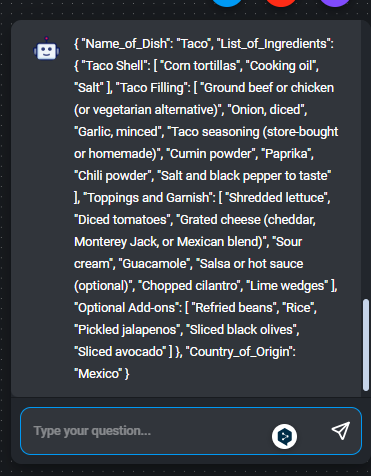 { "Name_of_Dish": "Taco", "List_of_Ingredients":
{ "Taco Shell": [ "Corn tortillas", "Cooking oil",
"Salt" ], "Taco Filling": [ "Ground beef or chicken
(or vegetarian alternative)", "Onion, diced",
"Garlic, minced", "Taco seasoning (store-bought
or homemade)", "Cumin powder", "Paprika",
"Chili powder", "Salt and black pepper to taste"
], "Toppings and Garnish": [ "Shredded lettuce",
"Diced tomatoes", "Grated cheese (cheddar,
Monterey Jack, or Mexican blend)", "Sour
cream", "Guacamole", "Salsa or hot sauce
(optional)", "Chopped cilantro", "Lime wedges" ],
"Optional Add-ons": [ "Refried beans", "Rice",
"Pickled jalapenos", "Sliced black olives",
"Sliced avocado" ] }, "Country_of_Origin":
"Mexico" }
Type your question...